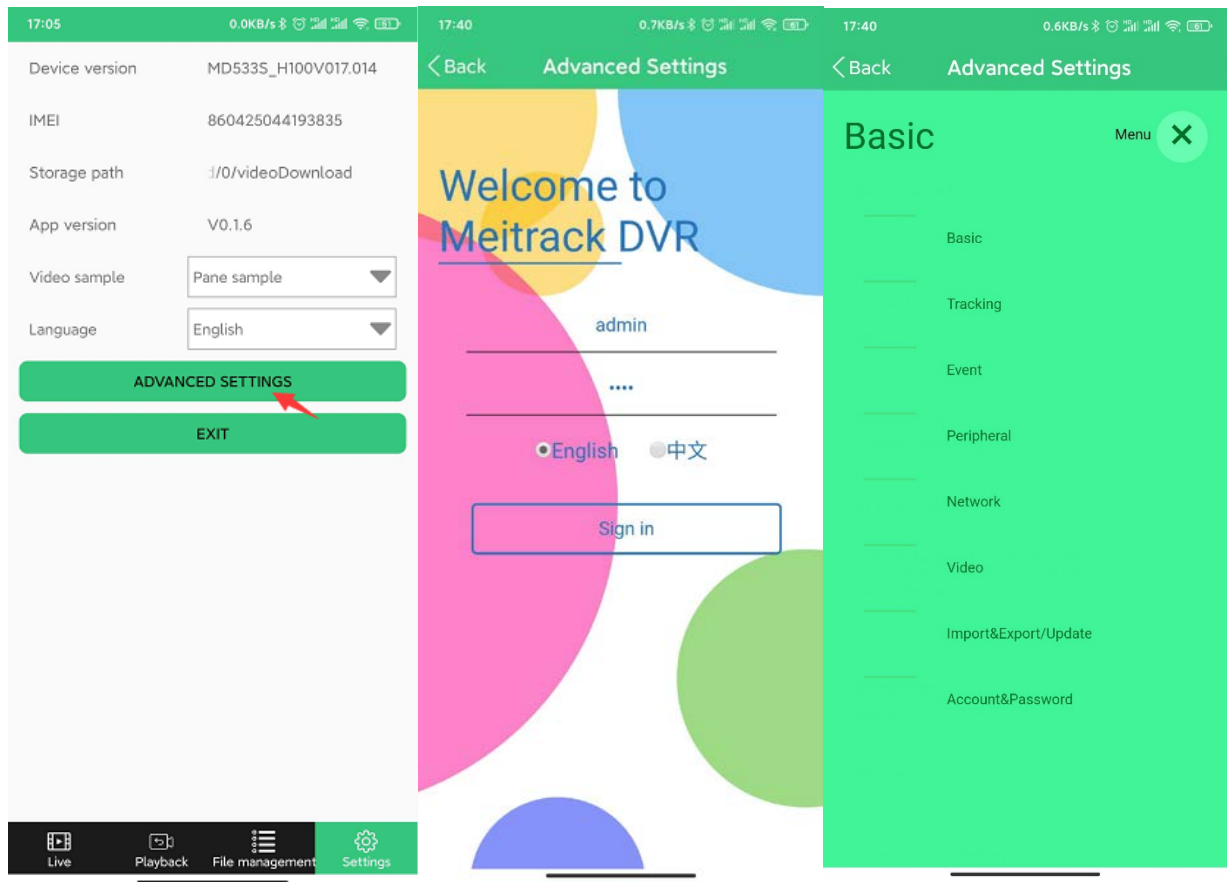 17:05
0.0KB/s
61
Device version MD533S_H100V017.014
IMEI 860425044193835
Storage path d/0/videoDownload
App version V0.1.6
Video sample Pane sample
Language English
ADVANCED SETTINGS
EXIT
Live Playback File management Settings
17:40
0.7KB/s
61
Back Advanced Settings
Welcome to
Meitrack DVR
admin
••••
English 中文
Sign in
17:40
0.6KB/s
61
Back Advanced Settings
Basic Menu
Basic
Tracking
Event
Peripheral
Network
Video
Import&Export/Update
Account&Password